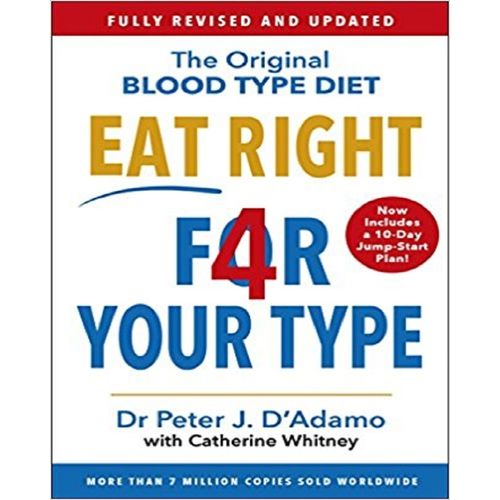 FULLY REVISED AND UPDATED
The Original
BLOOD TYPE DIET
EAT RIGHT
Now
Includes
a 10-Day
Jump-Start
Plan!
FO4R
YOUR TYPE
Dr Peter J. D'Adamo
with Catherine Whitney
MORE THAN 7 MILLION COPIES SOLD WORLDWIDE